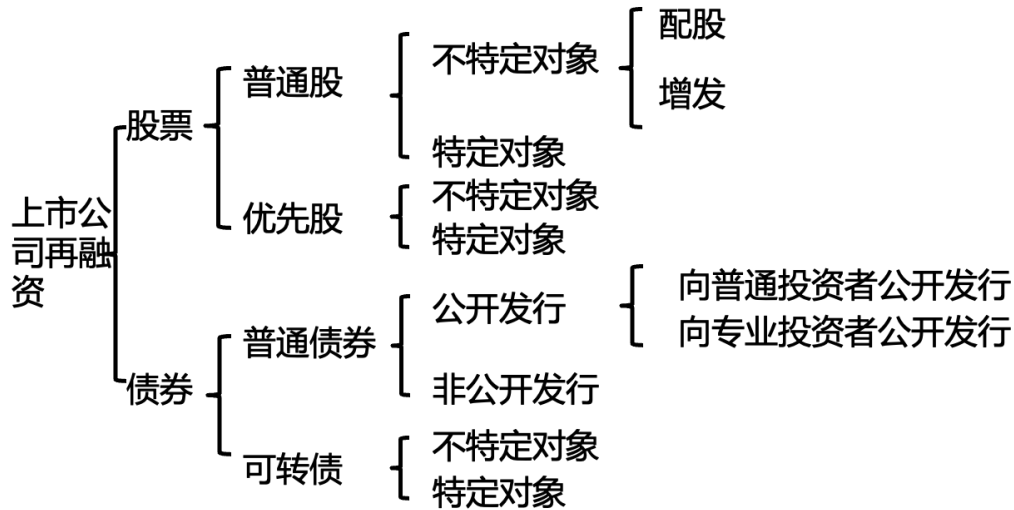 上市公
司再融
资
股票
普通股
不特定对象
配股
增发
特定对象
优先股
不特定对象
特定对象
债券
普通债券
公开发行
向普通投资者公开发行
向专业投资者公开发行
非公开发行
可转债
不特定对象
特定对象